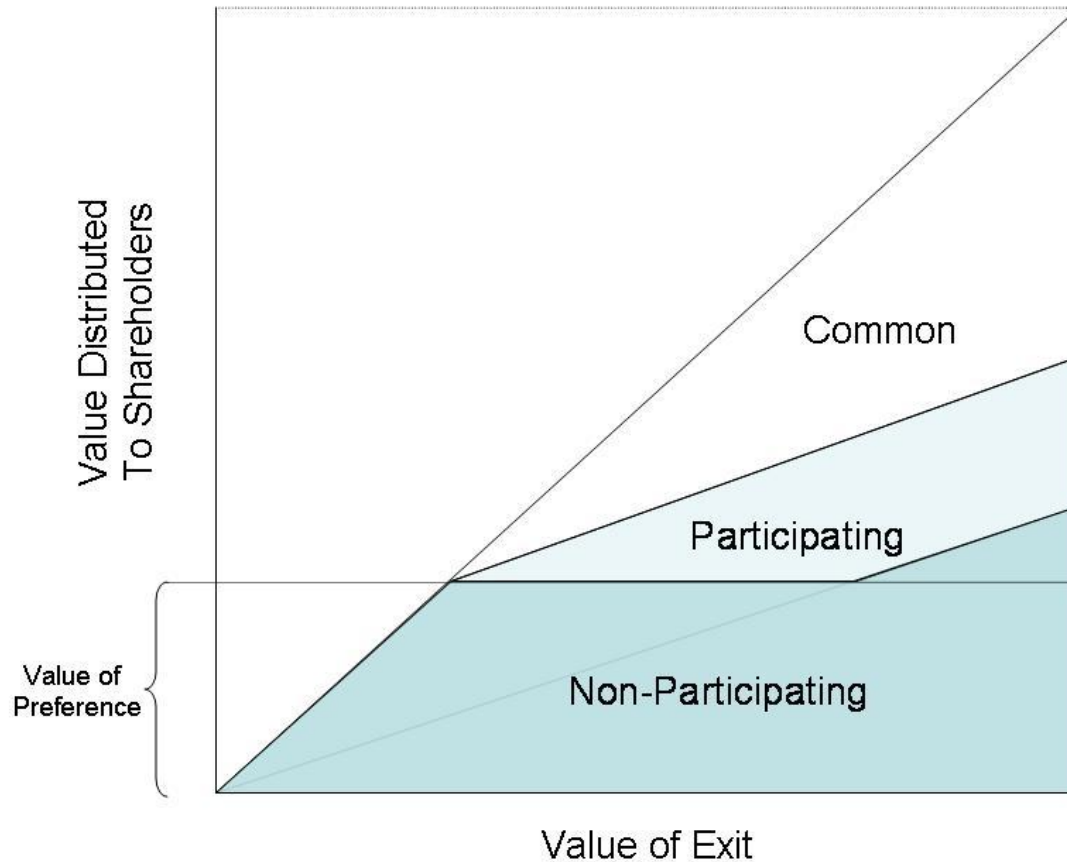 Value Distributed
To Shareholders
Common
Participating
Value of
Preference
Non-Participating
Value of Exit